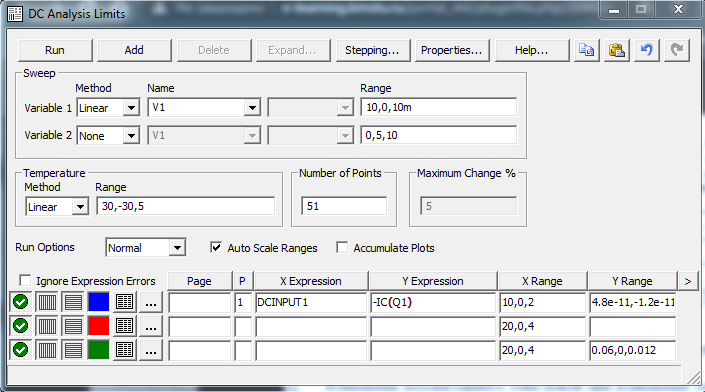 DC Analysis Limits
Run Add Delete Expand... Stepping... Properties... Help...
Sweep
Method Name Range
Variable 1 Linear V1 10,0,10m
Variable 2 None V1 0,5,10
Temperature Number of Points Maximum Change %
Method Range
Linear 30,-30,5 51 5
Run Options Normal Auto Scale Ranges Accumulate Plots
Ignore Expression Errors Page P X Expression Y Expression X Range Y Range >
... 1 DCINPUT1 -IC(Q1) 10,0,2 4.8e-11,-1.2e-11
... 20,0,4
... 20,0,4 0.06,0,0.012